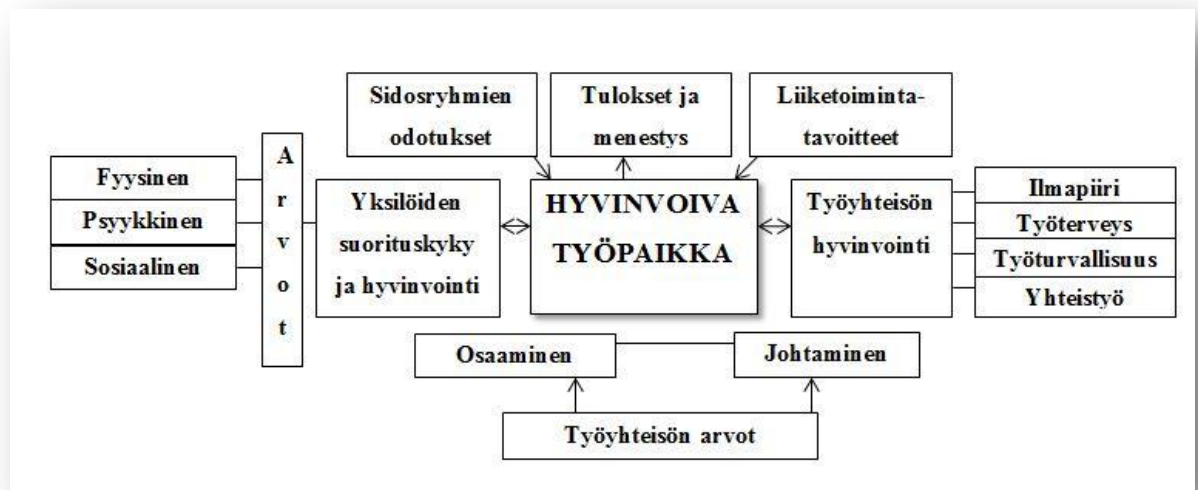 Sidosryhmien
odotukset
Tulokset ja
menestys
Liiketoiminta-
tavoitteet
Fyysinen
Psyykkinen
Sosiaalinen
A
r
v
o
t
Yksilöiden
suorituskyky
ja hyvinvointi
HYVINVOIVA
TYÖPAIKKA
Työyhteisön
hyvinvointi
Ilmapiiri
Työterveys
Työturvallisuus
Yhteistyö
Osaaminen
Johtaminen
Työyhteisön arvot